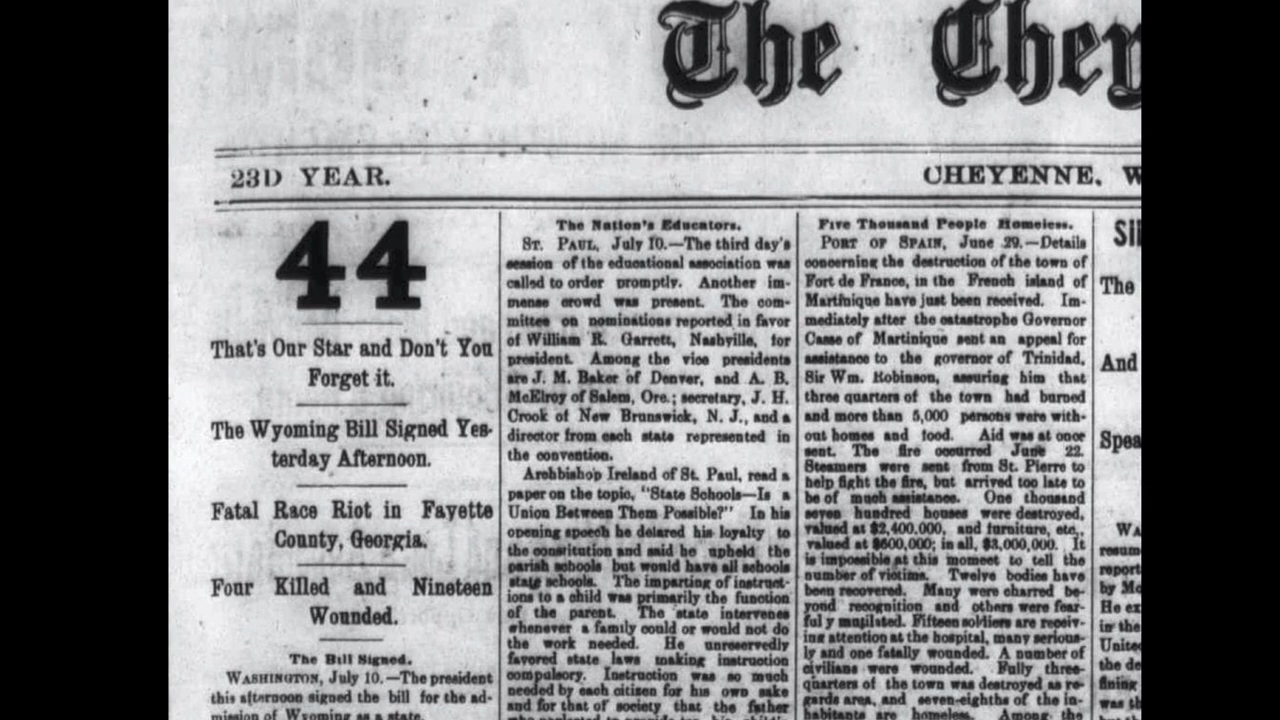 The Chey
23D YEAR.
CHEYENNE, W
44
That's Our Star and Don't You
Forget it.
The Wyoming Bill Signed Yes-
terday Afternoon.
Fatal Race Riot in Fayette
County, Georgia.
Four Killed and Nineteen
Wounded.
The Bill Signed.
WASHINGTON, July 10.—The president
this afternoon signed the bill for the ad-
mission of Wyoming as a state.
The Nation's Educators.
ST. PAUL, July 10.—The third day's
session of the educational association was
called to order promptly. Another im-
mense crowd was present. The com-
mittee on nominations reported in favor
of William R. Garrett, Nashville, for
president. Among the vice presidents
are J. M. Baker of Denver, and A. B.
McElroy of Salem, Ore.; secretary, J. H.
Crook of New Brunswick, N. J., and a
director from each state represented in
the convention.
Archbishop Ireland of St. Paul, read a
paper on the topic, "State Schools—Is a
Union Between Them Possible?" In his
opening speech he delared his loyalty to
the constitution and said he upheld the
parish schools but would have all schools
state schools. The imparting of instruct-
ions to a child was primarily the function
of the parent. The state intervenes
whenever a family could or would not do
the work needed. He unreservedly
favored state laws making instruction
compulsory. Instruction was so much
needed by each citizen for his own sake
and for that of society that the father
Five Thousand People Homeless.
PORT OF SPAIN, June 29.—Details
concerning the destruction of the town of
Fort de France, in the French island of
Martinique have just been received. Im-
mediately after the catastrophe Governor
Casse of Martinique sent an appeal for
assistance to the governor of Trinidad,
Sir Wm. Robinson, assuring him that
three quarters of the town had burned
and more than 5,000 persons were with-
out homes and food. Aid was at once
sent. The fire occurred June 22.
Steamers were sent from St. Pierre to
help fight the fire, but arrived too late to
be of much assistance. One thousand
seven hundred houses were destroyed,
valued at $2,400,000, and furniture, etc.,
valued at $600,000; in all, $3,000,000. It
is impossible at this moment to tell the
number of victims. Twelve bodies have
been recovered. Many were charred be-
yond recognition and others were fear-
ful y mutilated. Fifteen soldiers are receiv-
ing attention at the hospital, many serious-
ly and one fatally wounded. A number of
civilians were wounded. Fully three-
quarters of the town was destroyed as re-
gards area, and seven-eighths of the in-
habitants are homeless. Among the
The
And
Spea
WA
resum
report
by Mc
He ex
in the
United
the de
fining
was th